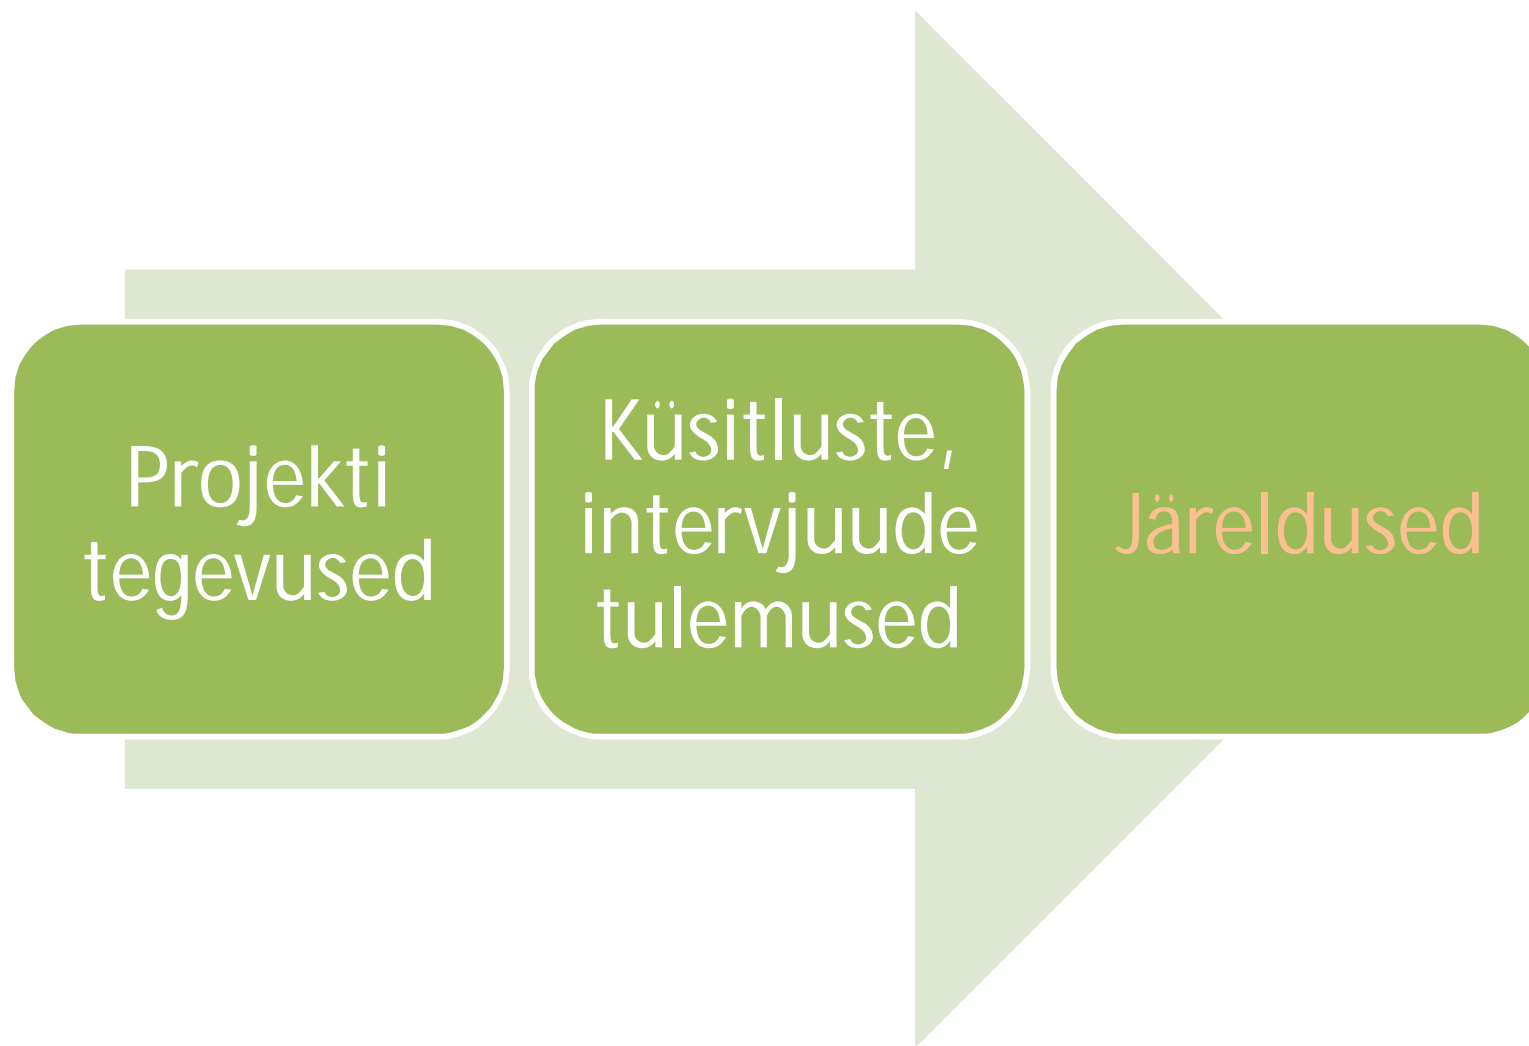 Projekti
tegevused
Küsitluste,
intervjuude
tulemused
Järeldused